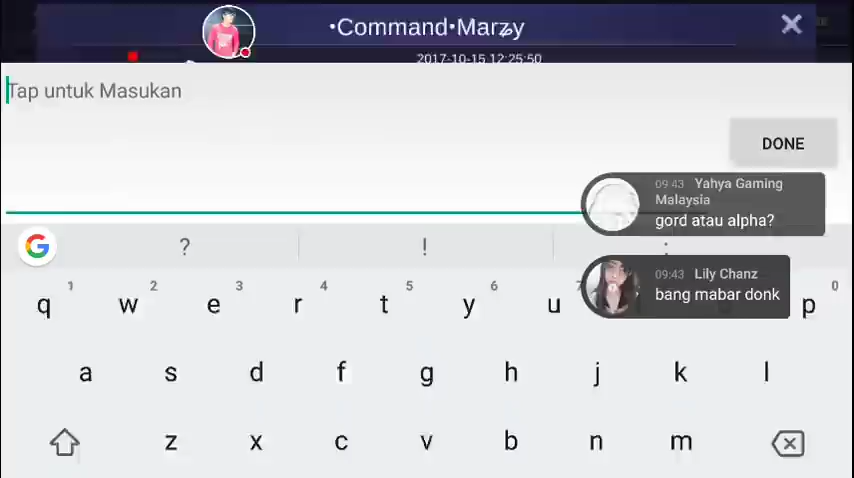 •Command•Marzy
2017-10-15 12:25:50
Tap untuk Masukan
DONE
09:43 Yahya Gaming
Malaysia
gord atau alpha?
? ! :
09:43 Lily Chanz
bang mabar donk
1 2 3 4 5 6 7 0
q w e r t y u p
a s d f g h j k l
z x c v b n m